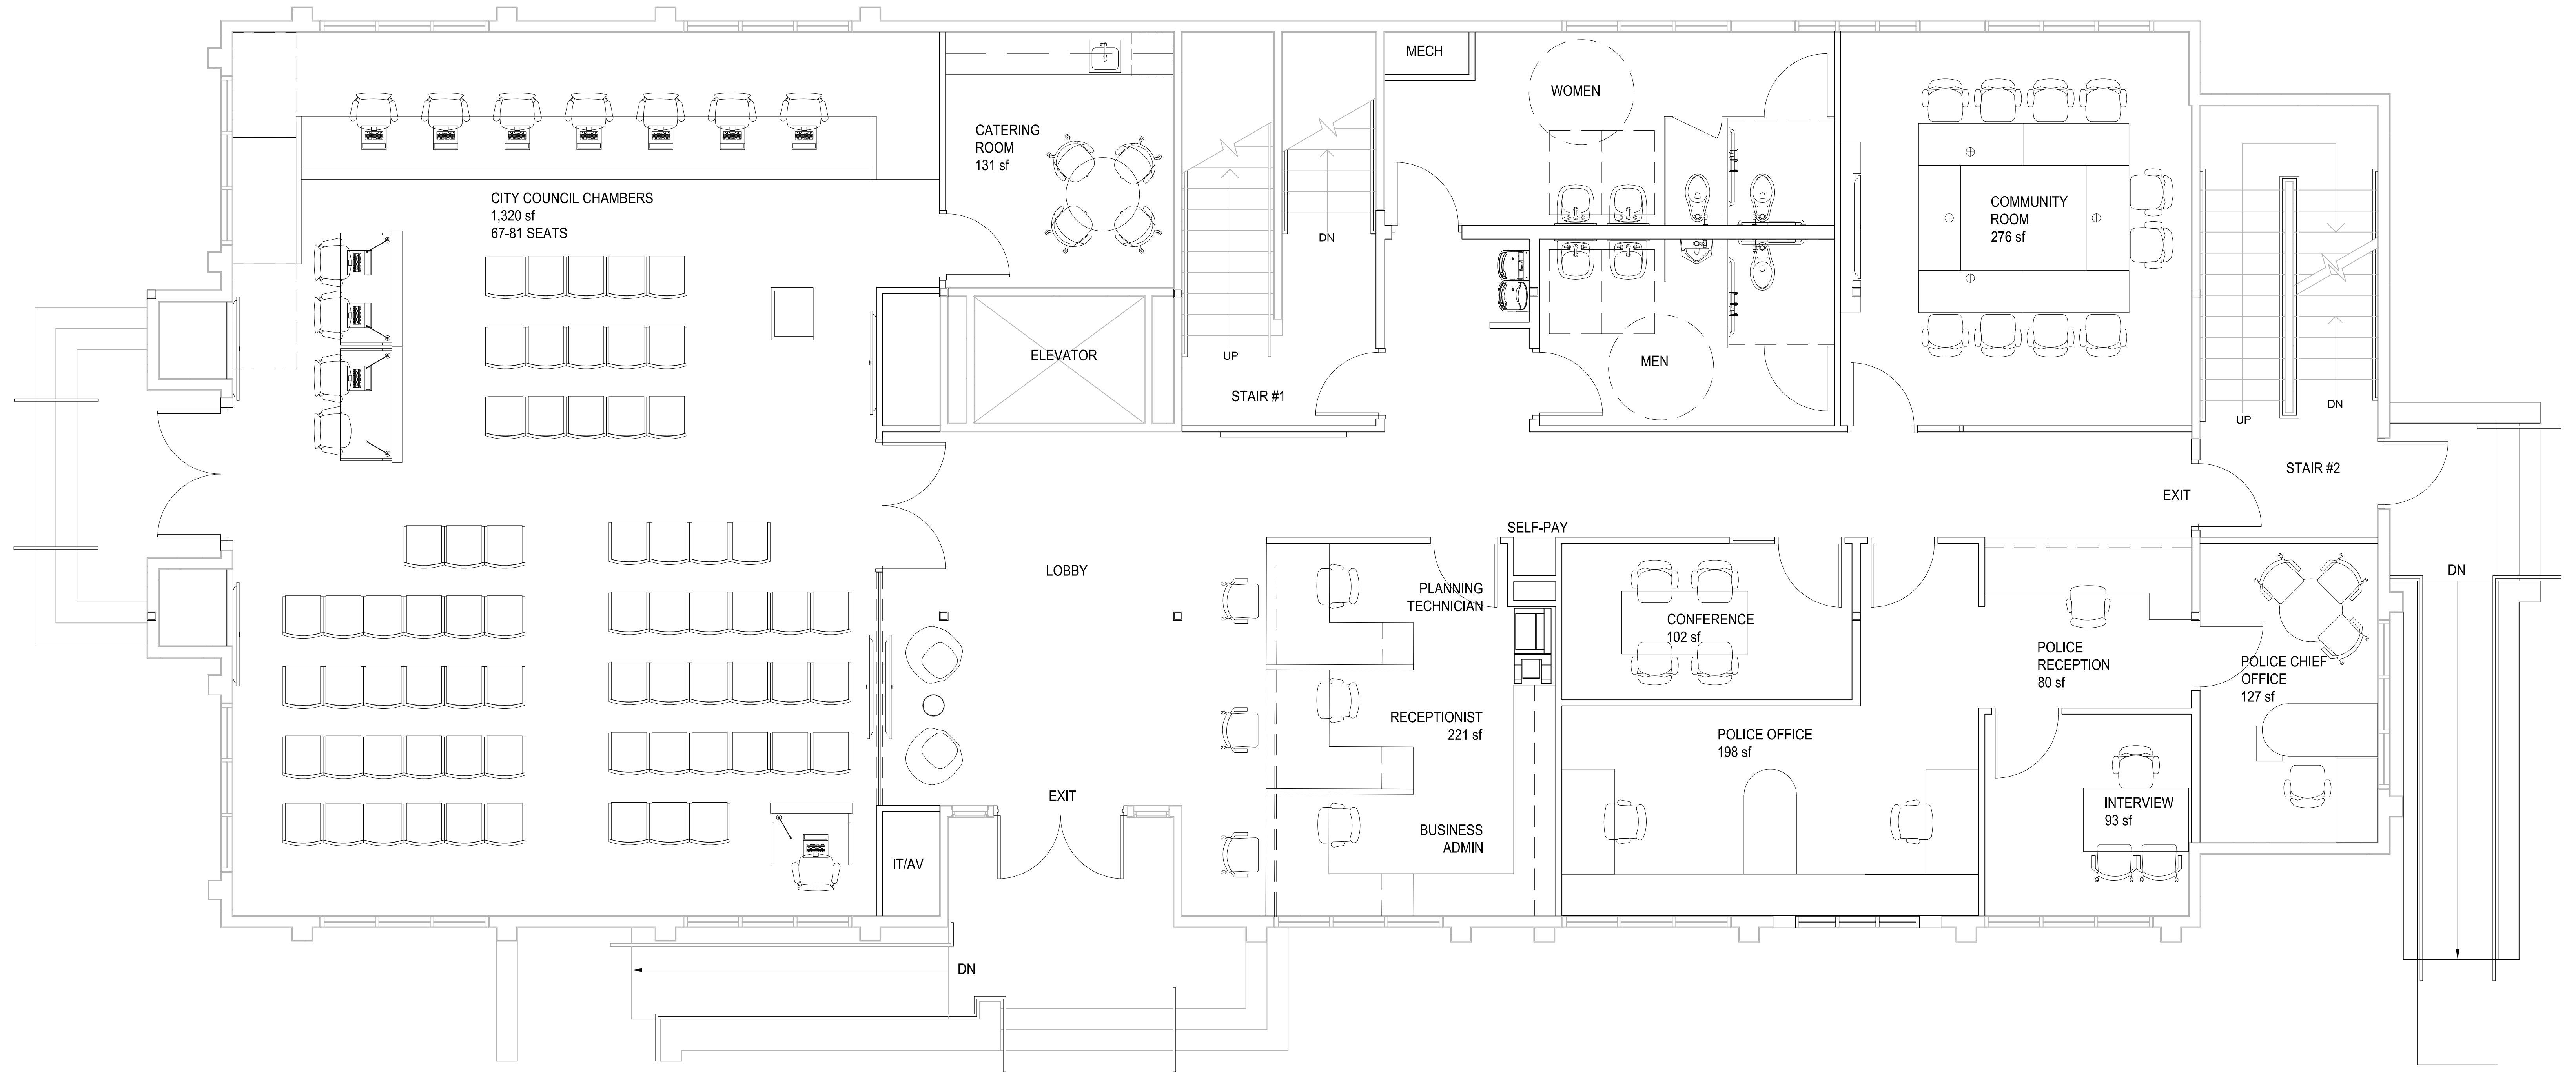 MECH
WOMEN
CATERING
ROOM
131 sf
CITY COUNCIL CHAMBERS
1,320 sf
67-81 SEATS
COMMUNITY
ROOM
276 sf
DN
ELEVATOR
UP
MEN
STAIR #1
DN
UP
STAIR #2
EXIT
SELF-PAY
LOBBY
DN
PLANNING
TECHNICIAN
CONFERENCE
102 sf
POLICE
RECEPTION
80 sf
POLICE CHIEF
OFFICE
127 sf
RECEPTIONIST
221 sf
POLICE OFFICE
198 sf
EXIT
INTERVIEW
93 sf
BUSINESS
ADMIN
IT/AV
DN